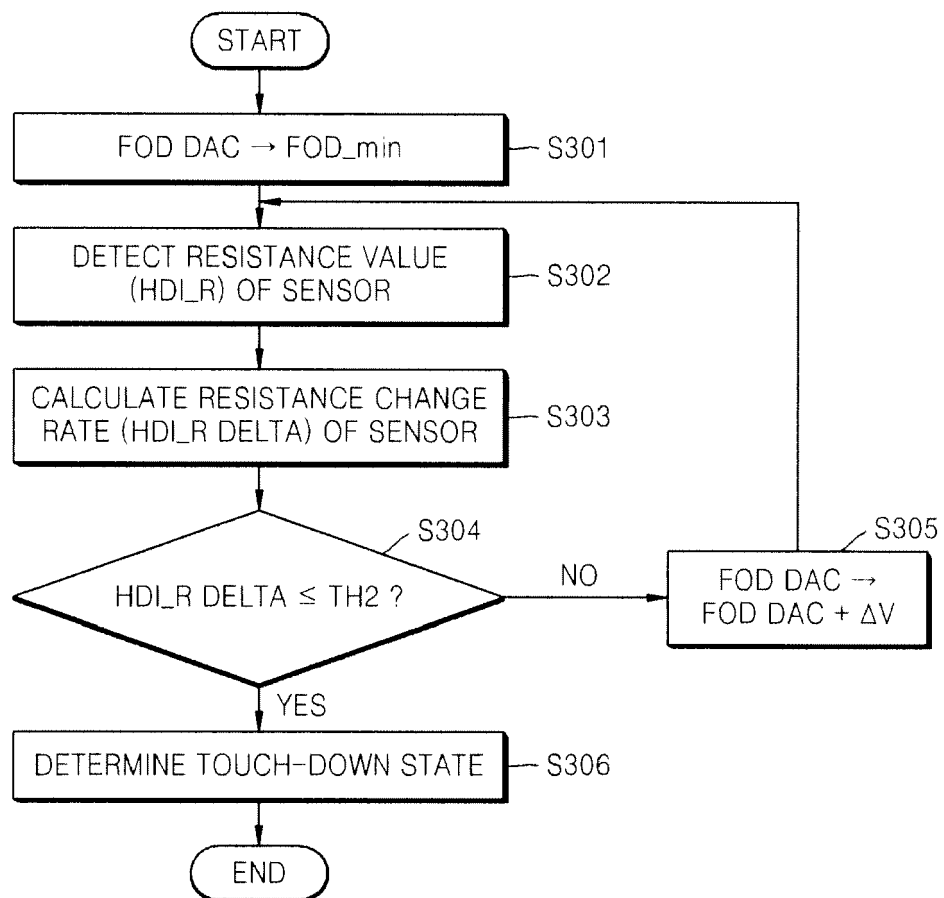 START
FOD DAC → FOD_min
S301
DETECT RESISTANCE VALUE
(HDI_R) OF SENSOR
S302
CALCULATE RESISTANCE CHANGE
RATE (HDI_R DELTA) OF SENSOR
S303
S304
HDI_R DELTA ≤ TH2 ?
NO
S305
FOD DAC →
FOD DAC + ΔV
YES
DETERMINE TOUCH-DOWN STATE
S306
END